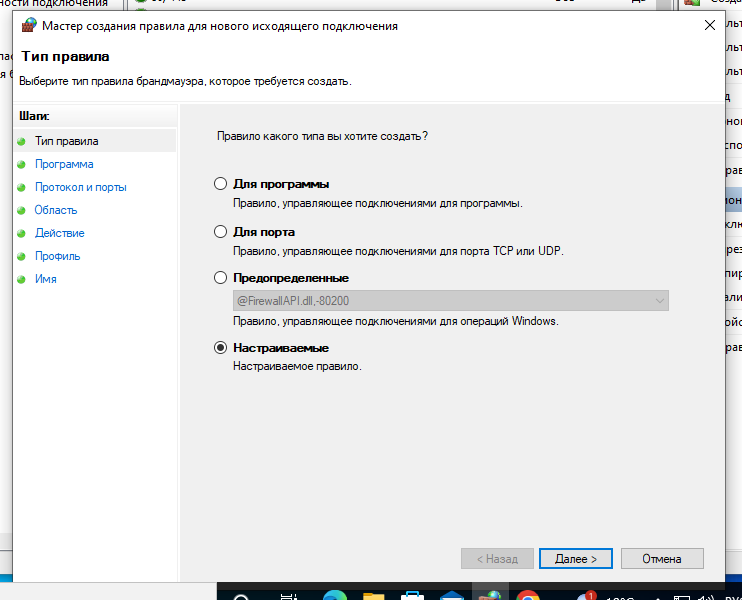 ности подключения
Мастер создания правила для нового исходящего подключения
Тип правила
Выберите тип правила брандмауэра, которое требуется создать.
Шаги:
Тип правила
Программа
Протокол и порты
Область
Действие
Профиль
Имя
Правило какого типа вы хотите создать?
Для программы
Правило, управляющее подключениями для программы.
Для порта
Правило, управляющее подключениями для порта TCP или UDP.
Предопределенные
@FirewallAPI.dll,-80200
Правило, управляющее подключениями для операций Windows.
Настраиваемые
Настраиваемое правило.
< Назад
Далее >
Отмена